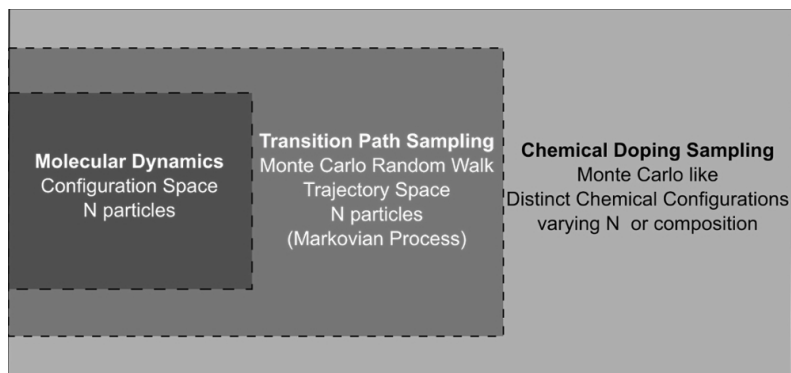 Molecular Dynamics
Configuration Space
N particles
Transition Path Sampling
Monte Carlo Random Walk
Trajectory Space
N particles
(Markovian Process)
Chemical Doping Sampling
Monte Carlo like
Distinct Chemical Configurations
varying N or composition